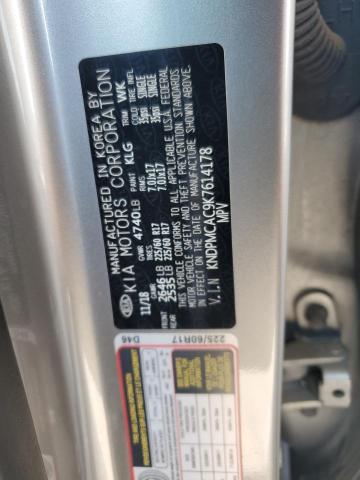 MANUFACTURED IN KOREA BY
KIA MOTORS CORPORATION
11/18 GVWR 4740LB PAINT KLG TRIM WK
GAWR TIRES RIMS COLD TIRE INFL
FRONT 2646LB 225/60 R17 7.0Jx17 35psi SINGLE
REAR 2535LB 225/60 R17 7.0Jx17 35psi SINGLE
THIS VEHICLE CONFORMS TO ALL APPLICABLE U.S.A. FEDERAL
MOTOR VEHICLE SAFETY AND THEFT PREVENTION STANDARDS
IN EFFECT ON THE DATE OF MANUFACTURE SHOWN ABOVE.
V.I.N KNDPMCAC9K7614178
MPV
D46
225/60R17